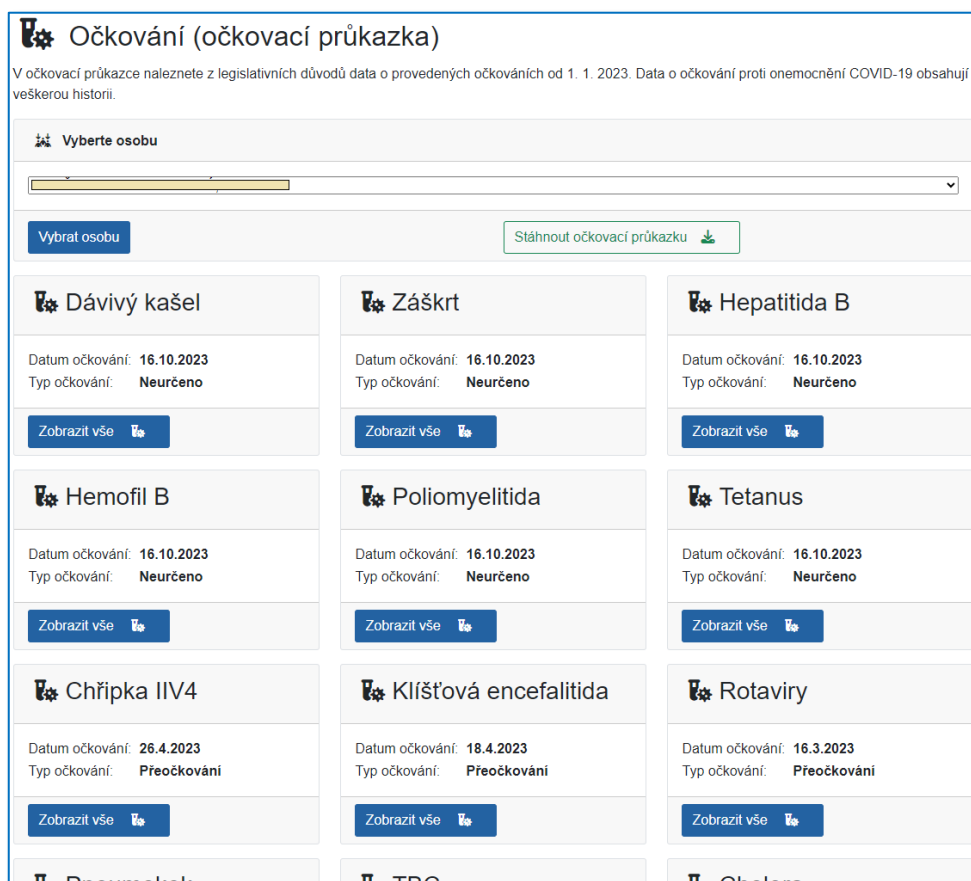 Očkování (očkovací průkazka)
V očkovací průkazce naleznete z legislativních důvodů data o provedených očkováních od 1. 1. 2023. Data o očkování proti onemocnění COVID-19 obsahují
veškerou historii.
Vyberte osobu
Vybrat osobu
Stáhnout očkovací průkazku
Dávivý kašel
Datum očkování: 16.10.2023
Typ očkování: Neurčeno
Zobrazit vše
Záškrt
Datum očkování: 16.10.2023
Typ očkování: Neurčeno
Zobrazit vše
Hepatitida B
Datum očkování: 16.10.2023
Typ očkování: Neurčeno
Zobrazit vše
Hemofil B
Datum očkování: 16.10.2023
Typ očkování: Neurčeno
Zobrazit vše
Poliomyelitida
Datum očkování: 16.10.2023
Typ očkování: Neurčeno
Zobrazit vše
Tetanus
Datum očkování: 16.10.2023
Typ očkování: Neurčeno
Zobrazit vše
Chřipka IIV4
Datum očkování: 26.4.2023
Typ očkování: Přeočkování
Zobrazit vše
Klíšťová encefalitida
Datum očkování: 18.4.2023
Typ očkování: Přeočkování
Zobrazit vše
Rotaviry
Datum očkování: 16.3.2023
Typ očkování: Přeočkování
Zobrazit vše
TBC
Cholera